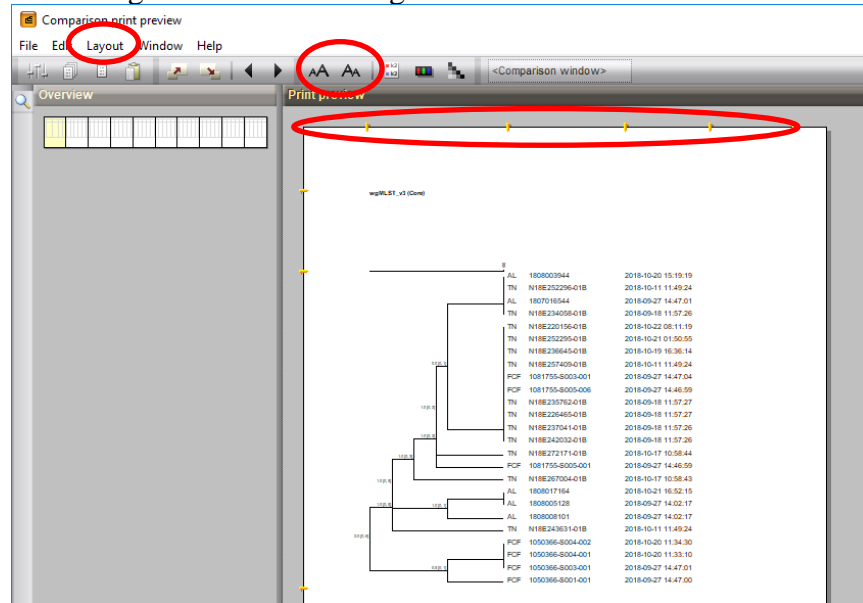 Comparison print preview
File Edit Layout Window Help
AA AA <Comparison window>
Overview
Print preview
wgMLST_v3 (Core)
AL 1808003944 2018-10-20 15:19:19
TN N18E252296-01B 2018-10-11 11:49:24
AL 1807016544 2018-09-27 14:47:01
TN N18E234058-01B 2018-09-18 11:57:26
TN N18E220156-01B 2018-10-22 08:11:19
TN N18E252295-01B 2018-10-21 01:50:55
TN N18E236645-01B 2018-10-19 16:36:14
TN N18E257409-01B 2018-10-11 11:49:24
FCF 1081755-S003-001 2018-09-27 14:47:04
FCF 1081755-S005-006 2018-09-27 14:46:59
TN N18E235762-01B 2018-09-18 11:57:27
TN N18E226465-01B 2018-09-18 11:57:27
TN N18E237041-01B 2018-09-18 11:57:26
TN N18E242032-01B 2018-09-18 11:57:26
TN N18E272171-01B 2018-10-17 10:58:44
FCF 1081755-S005-001 2018-09-27 14:46:59
TN N18E267004-01B 2018-10-17 10:58:43
AL 1808017164 2018-10-21 16:52:15
AL 1808005128 2018-09-27 14:02:17
AL 1808008101 2018-09-27 14:02:17
TN N18E243631-01B 2018-10-11 11:49:24
FCF 1050366-S004-002 2018-10-20 11:34:30
FCF 1050366-S004-001 2018-10-20 11:33:10
FCF 1050366-S003-001 2018-09-27 14:47:01
FCF 1050366-S001-001 2018-09-27 14:47:00